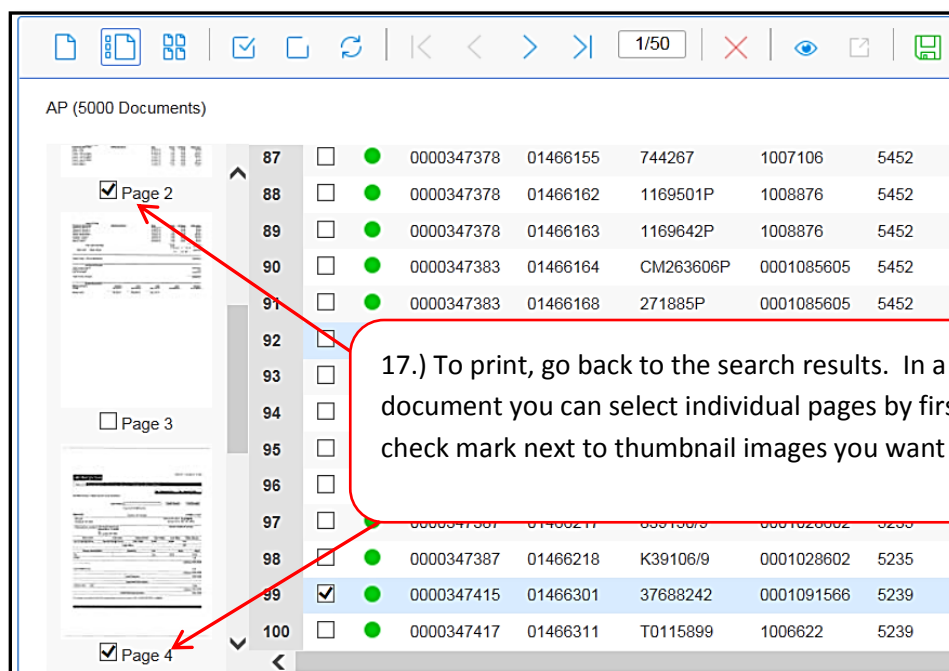 1/50
AP (5000 Documents)
87 0000347378 01466155 744267 1007106 5452
Page 2
88 0000347378 01466162 1169501P 1008876 5452
89 0000347378 01466163 1169642P 1008876 5452
90 0000347383 01466164 CM263606P 0001085605 5452
91 0000347383 01466168 271885P 0001085605 5452
92
93
94
Page 3
95
96
97
17.) To print, go back to the search results. In a
document you can select individual pages by firs
check mark next to thumbnail images you want
98 0000347387 01466218 K39106/9 0001028602 5235
99 0000347415 01466301 37688242 0001091566 5239
100 0000347417 01466311 T0115899 1006622 5239
Page 4